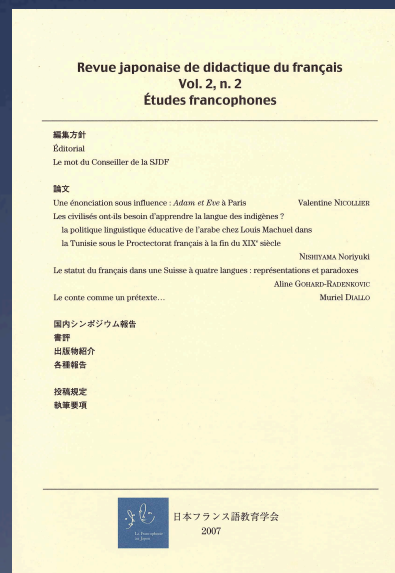 Revue japonaise de didactique du français
Vol. 2, n. 2
Études francophones
編集方針
Éditorial
Le mot du Conseiller de la SJDF
論文
Une énonciation sous influence : Adam et Eve à Paris Valentine NICOLLIER
Les civilisés ont-ils besoin d'apprendre la langue des indigènes ?
la politique linguistique éducative de l'arabe chez Louis Machuel dans
la Tunisie sous le Proctectorat français à la fin du XIXe siècle
NISHIYAMA Noriyuki
Le statut du français dans une Suisse à quatre langues : représentations et paradoxes
Aline GOHARD-RADENKOVIC
Le conte comme un prétexte… Muriel DIALLO
国内シンポジウム報告
書評
出版物紹介
各種報告
投稿規定
執筆要項
La Francophonie
au Japon
日本フランス語教育学会
2007